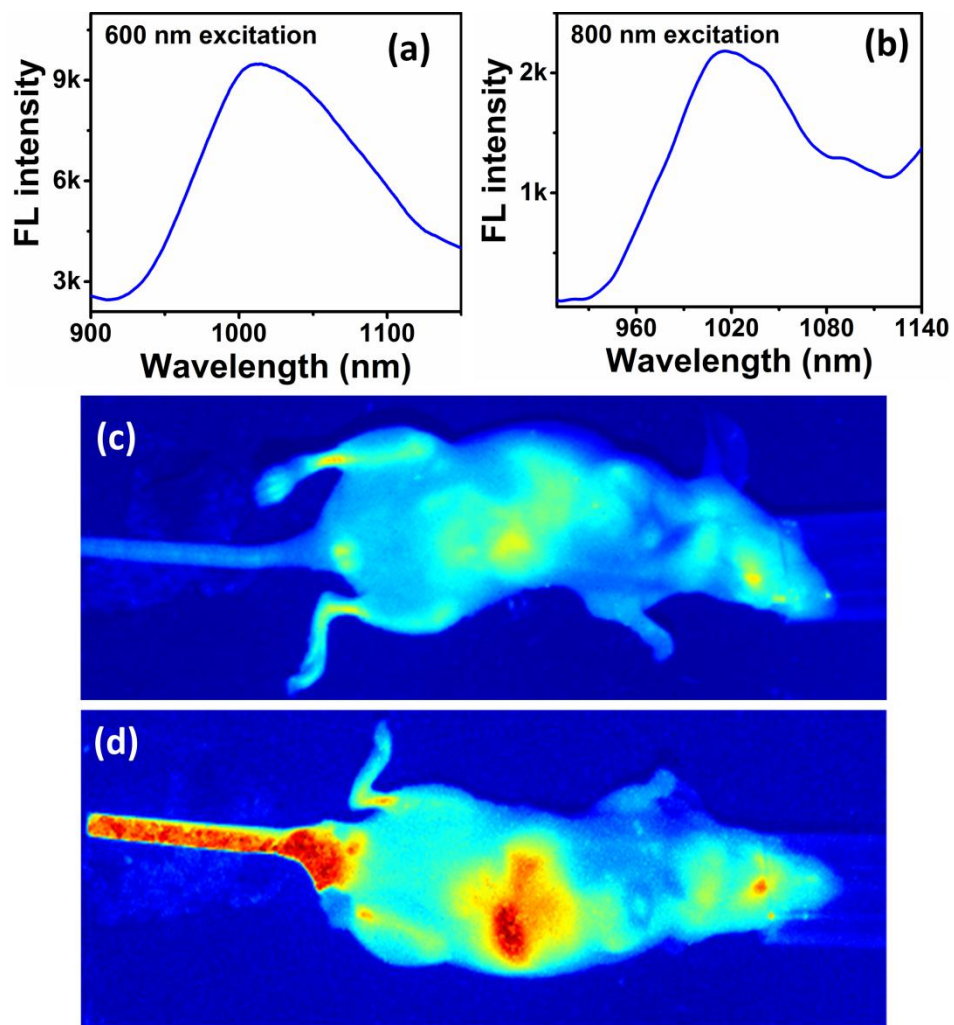 600 nm excitation
(a)
FL intensity
9k
6k
3k
900
1000
1100
Wavelength (nm)
800 nm excitation
(b)
FL intensity
2k
1k
960
1020
1080
1140
Wavelength (nm)
(c)
(d)